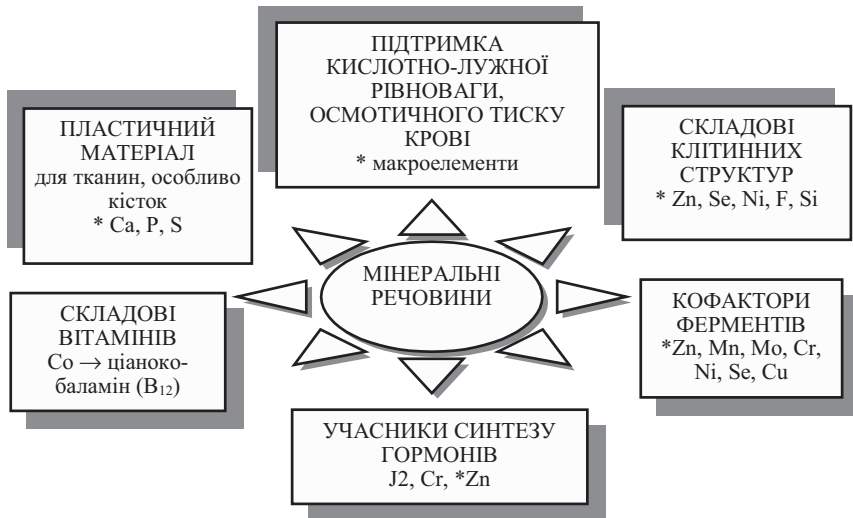 ПІДТРИМКА
КИСЛОТНО-ЛУЖНОЇ
РІВНОВАГИ,
ОСМОТИЧНОГО ТИСКУ
КРОВІ
* макроелементи
ПЛАСТИЧНИЙ
МАТЕРІАЛ
для тканин, особливо
кісток
* Ca, P, S
СКЛАДОВІ
КЛІТИННИХ
СТРУКТУР
* Zn, Se, Ni, F, Si
МІНЕРАЛЬНІ
РЕЧОВИНИ
СКЛАДОВІ
ВІТАМІНІВ
Co → ціаноко-
баламін (B₁₂)
КОФАКТОРИ
ФЕРМЕНТІВ
*Zn, Mn, Mo, Cr,
Ni, Se, Cu
УЧАСНИКИ СИНТЕЗУ
ГОРМОНІВ
J2, Cr, *Zn